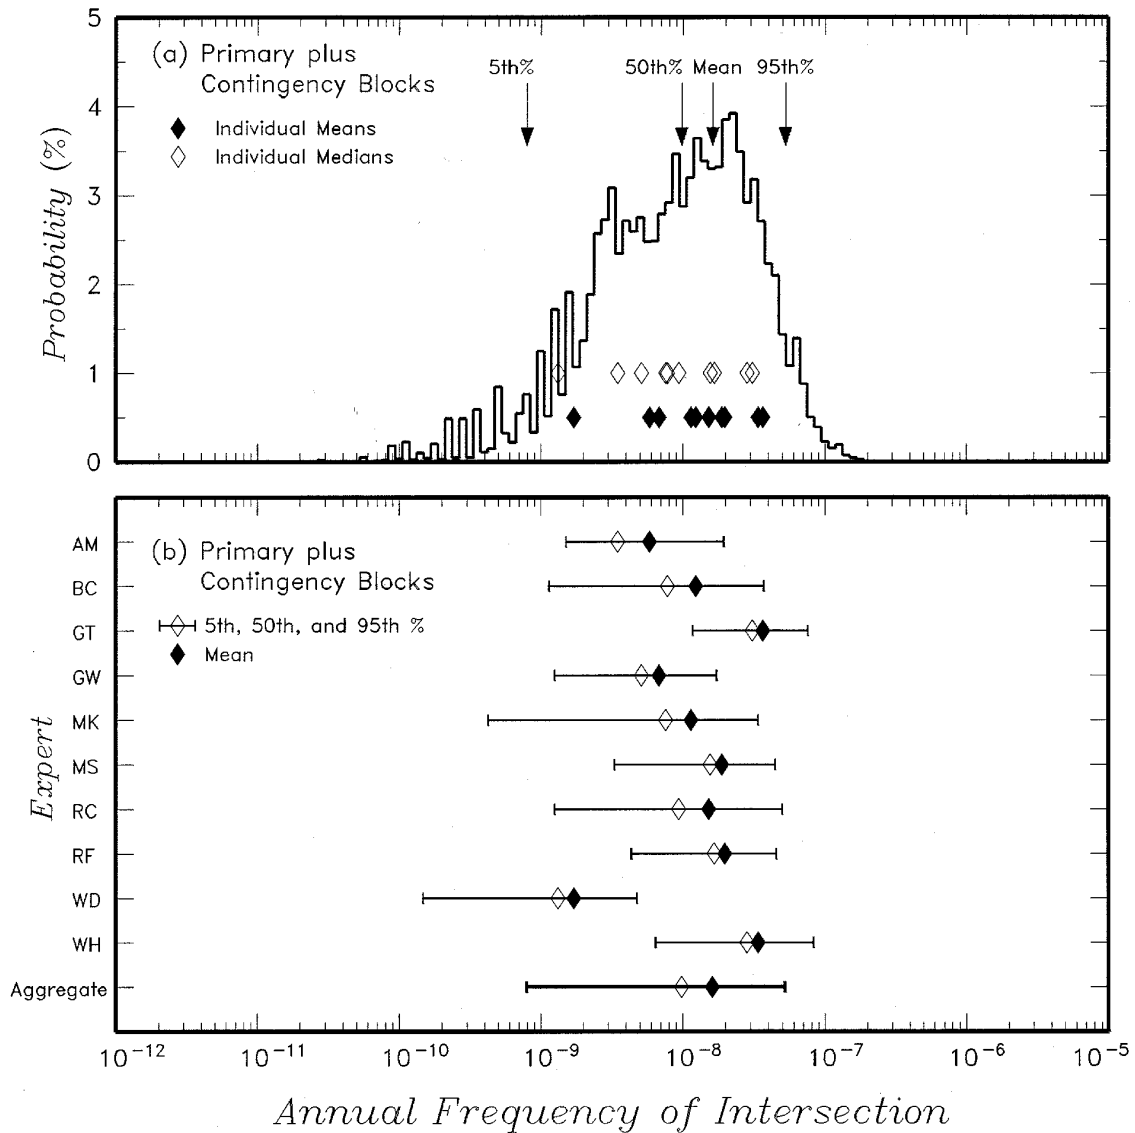 5
4
3
2
1
0
Probability (%)
(a) Primary plus
Contingency Blocks
Individual Means
Individual Medians
5th% 50th% Mean 95th%
(b) Primary plus
Contingency Blocks
5th, 50th, and 95th %
Mean
Expert
AM
BC
GT
GW
MK
MS
RC
RF
WD
WH
Aggregate
10⁻¹² 10⁻¹¹ 10⁻¹⁰ 10⁻⁹ 10⁻⁸ 10⁻⁷ 10⁻⁶ 10⁻⁵
Annual Frequency of Intersection